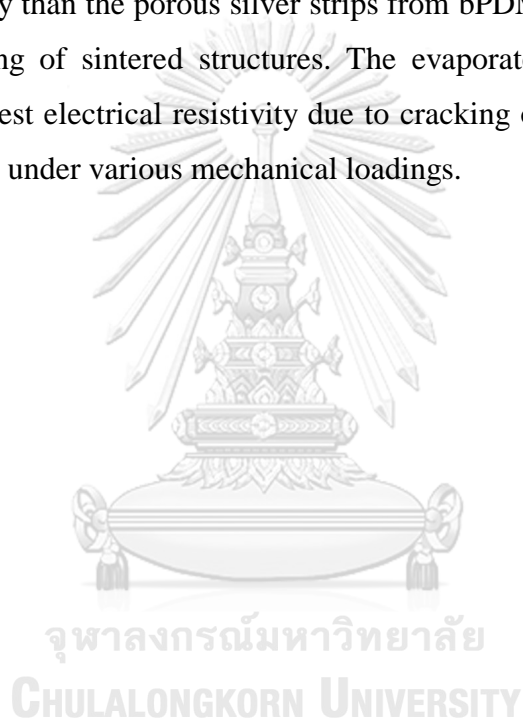 y than the porous silver strips from bPDM
ng of sintered structures. The evaporate
est electrical resistivity due to cracking
under various mechanical loadings.
จุฬาลงกรณ์มหาวิทยาลัย
CHULALONGKORN UNIVERSITY